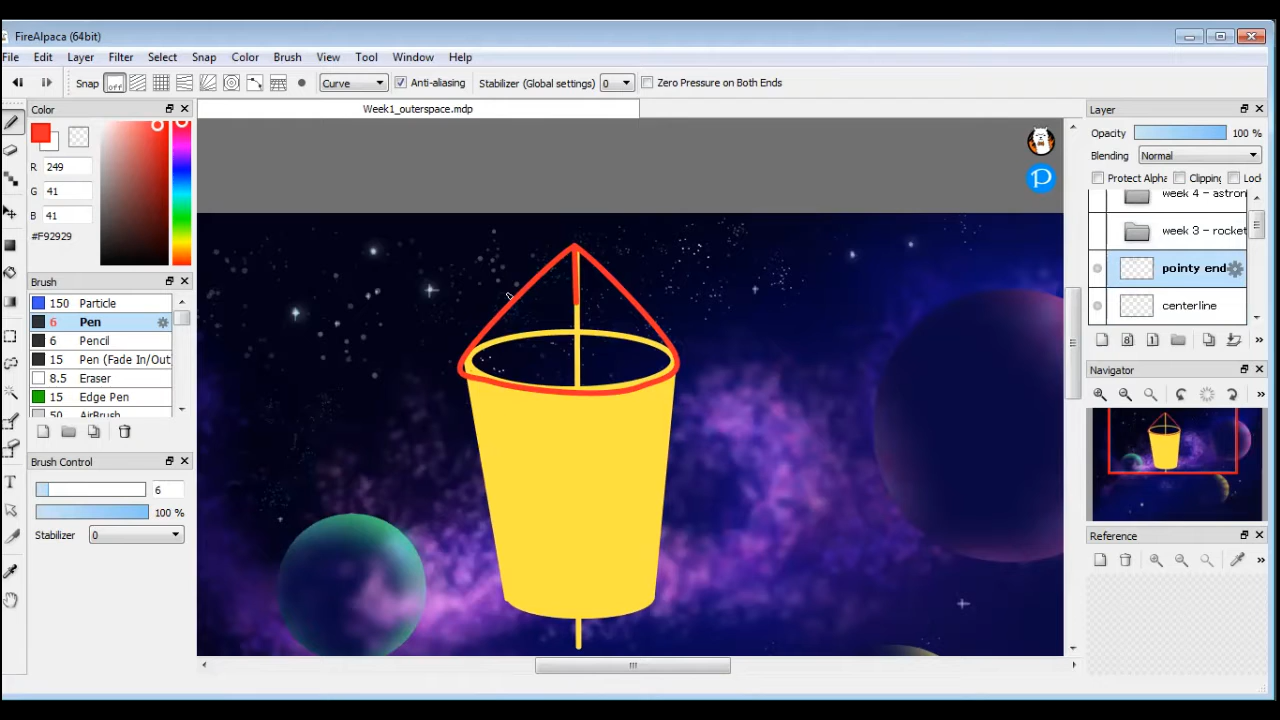 FireAlpaca (64bit)
File Edit Layer Filter Select Snap Color Brush View Tool Window Help
Snap off Curve Anti-aliasing Stabilizer (Global settings) 0 Zero Pressure on Both Ends
Color
Week1_outerspace.mdp
Layer
Opacity 100 %
Blending Normal
Protect Alpha Clipping Lock
R 249
G 41
B 41
#F92929
week 4 - astron
week 3 - rocket
pointy end
centerline
8 1
Brush
150 Particle
6 Pen
6 Pencil
15 Pen (Fade In/Out
8.5 Eraser
15 Edge Pen
50 AirBrush
Navigator
Brush Control
6
100 %
Stabilizer 0
Reference
T
P